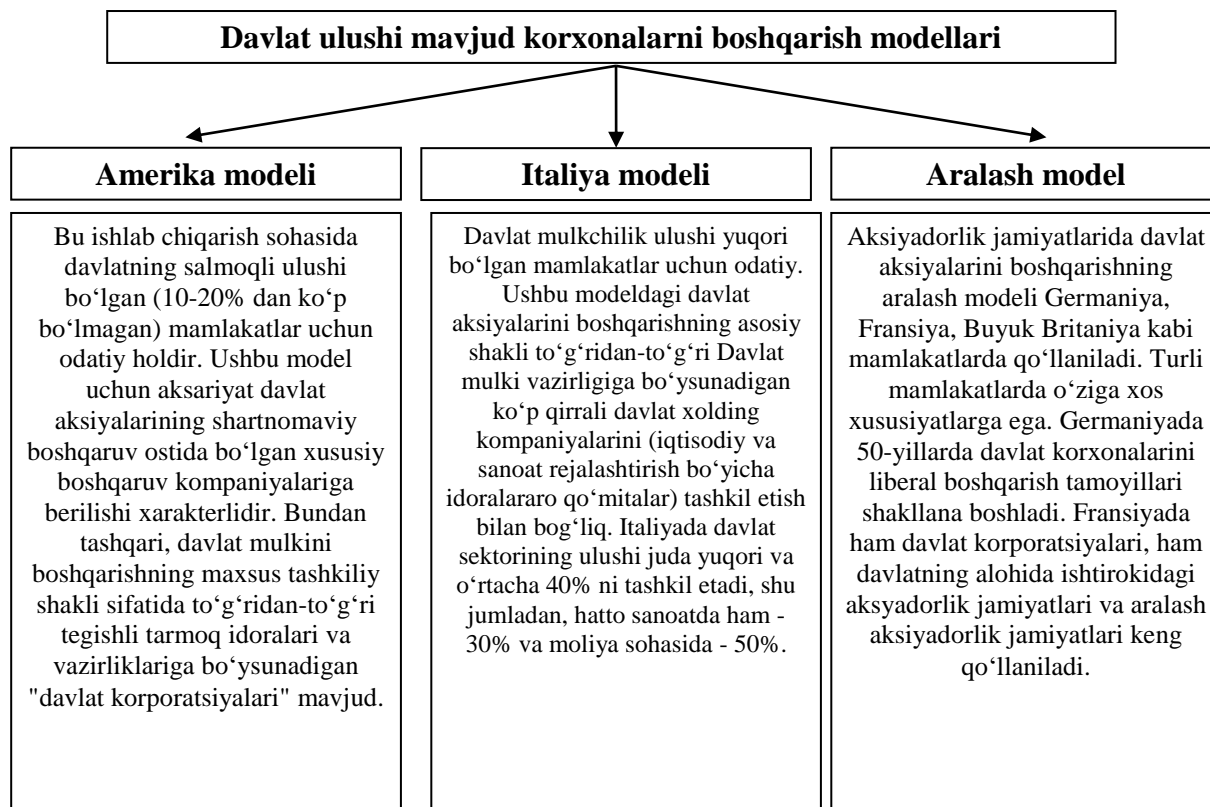 Davlat ulushi mavjud korxonalarni boshqarish modellari
Amerika modeli
Bu ishlab chiqarish sohasida
davlatning salmoqli ulushi
bo‘lgan (10-20% dan ko‘p
bo‘lmagan) mamlakatlar uchun
odatiy holdir. Ushbu model
uchun aksariyat davlat
aksiyalarining shartnomaviy
boshqaruv ostida bo‘lgan xususiy
boshqaruv kompaniyalariga
berilishi xarakterlidir. Bundan
tashqari, davlat mulkini
boshqarishning maxsus tashkiliy
shakli sifatida to‘g‘ridan-to‘g‘ri
tegishli tarmoq idoralari va
vazirliklariga bo‘ysunadigan
"davlat korporatsiyalari" mavjud.
Italiya modeli
Davlat mulkchilik ulushi yuqori
bo‘lgan mamlakatlar uchun odatiy.
Ushbu modeldagi davlat
aksiyalarini boshqarishning asosiy
shakli to‘g‘ridan-to‘g‘ri Davlat
mulki vazirligiga bo‘ysunadigan
ko‘p qirrali davlat xolding
kompaniyalarini (iqtisodiy va
sanoat rejalashtirish bo‘yicha
idoralararo qo‘mitalar) tashkil etish
bilan bog‘liq. Italiyada davlat
sektorining ulushi juda yuqori va
o‘rtacha 40% ni tashkil etadi, shu
jumladan, hatto sanoatda ham -
30% va moliya sohasida - 50%.
Aralash model
Aksiyadorlik jamiyatlarida davlat
aksiyalarini boshqarishning
aralash modeli Germaniya,
Fransiya, Buyuk Britaniya kabi
mamlakatlarda qo‘llaniladi. Turli
mamlakatlarda o‘ziga xos
xususiyatlarga ega. Germaniyada
50-yillarda davlat korxonalarini
liberal boshqarish tamoyillari
shakllana boshladi. Fransiyada
ham davlat korporatsiyalari, ham
davlatning alohida ishtirokidagi
aksyadorlik jamiyatlari va aralash
aksiyadorlik jamiyatlari keng
qo‘llaniladi.